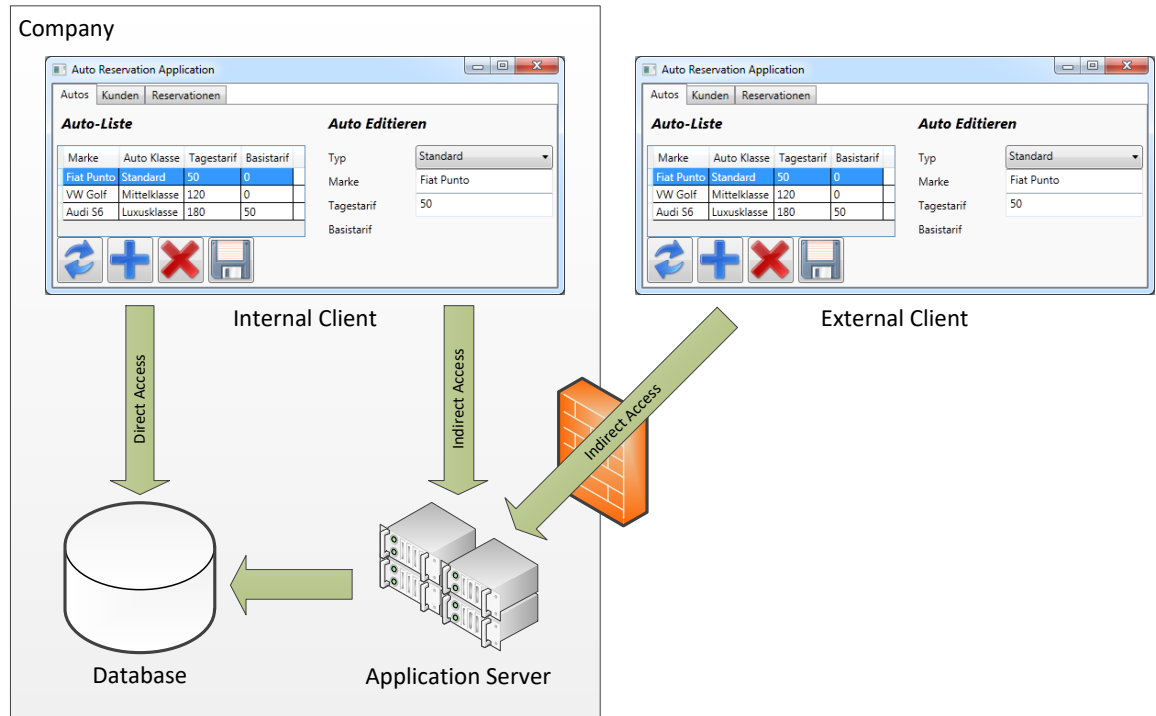 Company
Auto Reservation Application
Autos Kunden Reservationen
Auto-Liste
Auto Editieren
Marke Auto Klasse Tagestarif Basistarif
Fiat Punto Standard 50 0
VW Golf Mittelklasse 120 0
Audi S6 Luxusklasse 180 50
Typ Standard
Marke Fiat Punto
Tagestarif 50
Basistarif
Internal Client
Auto Reservation Application
Autos Kunden Reservationen
Auto-Liste
Auto Editieren
Marke Auto Klasse Tagestarif Basistarif
Fiat Punto Standard 50 0
VW Golf Mittelklasse 120 0
Audi S6 Luxusklasse 180 50
Typ Standard
Marke Fiat Punto
Tagestarif 50
Basistarif
External Client
Direct Access
Indirect Access
Indirect Access
Database
Application Server